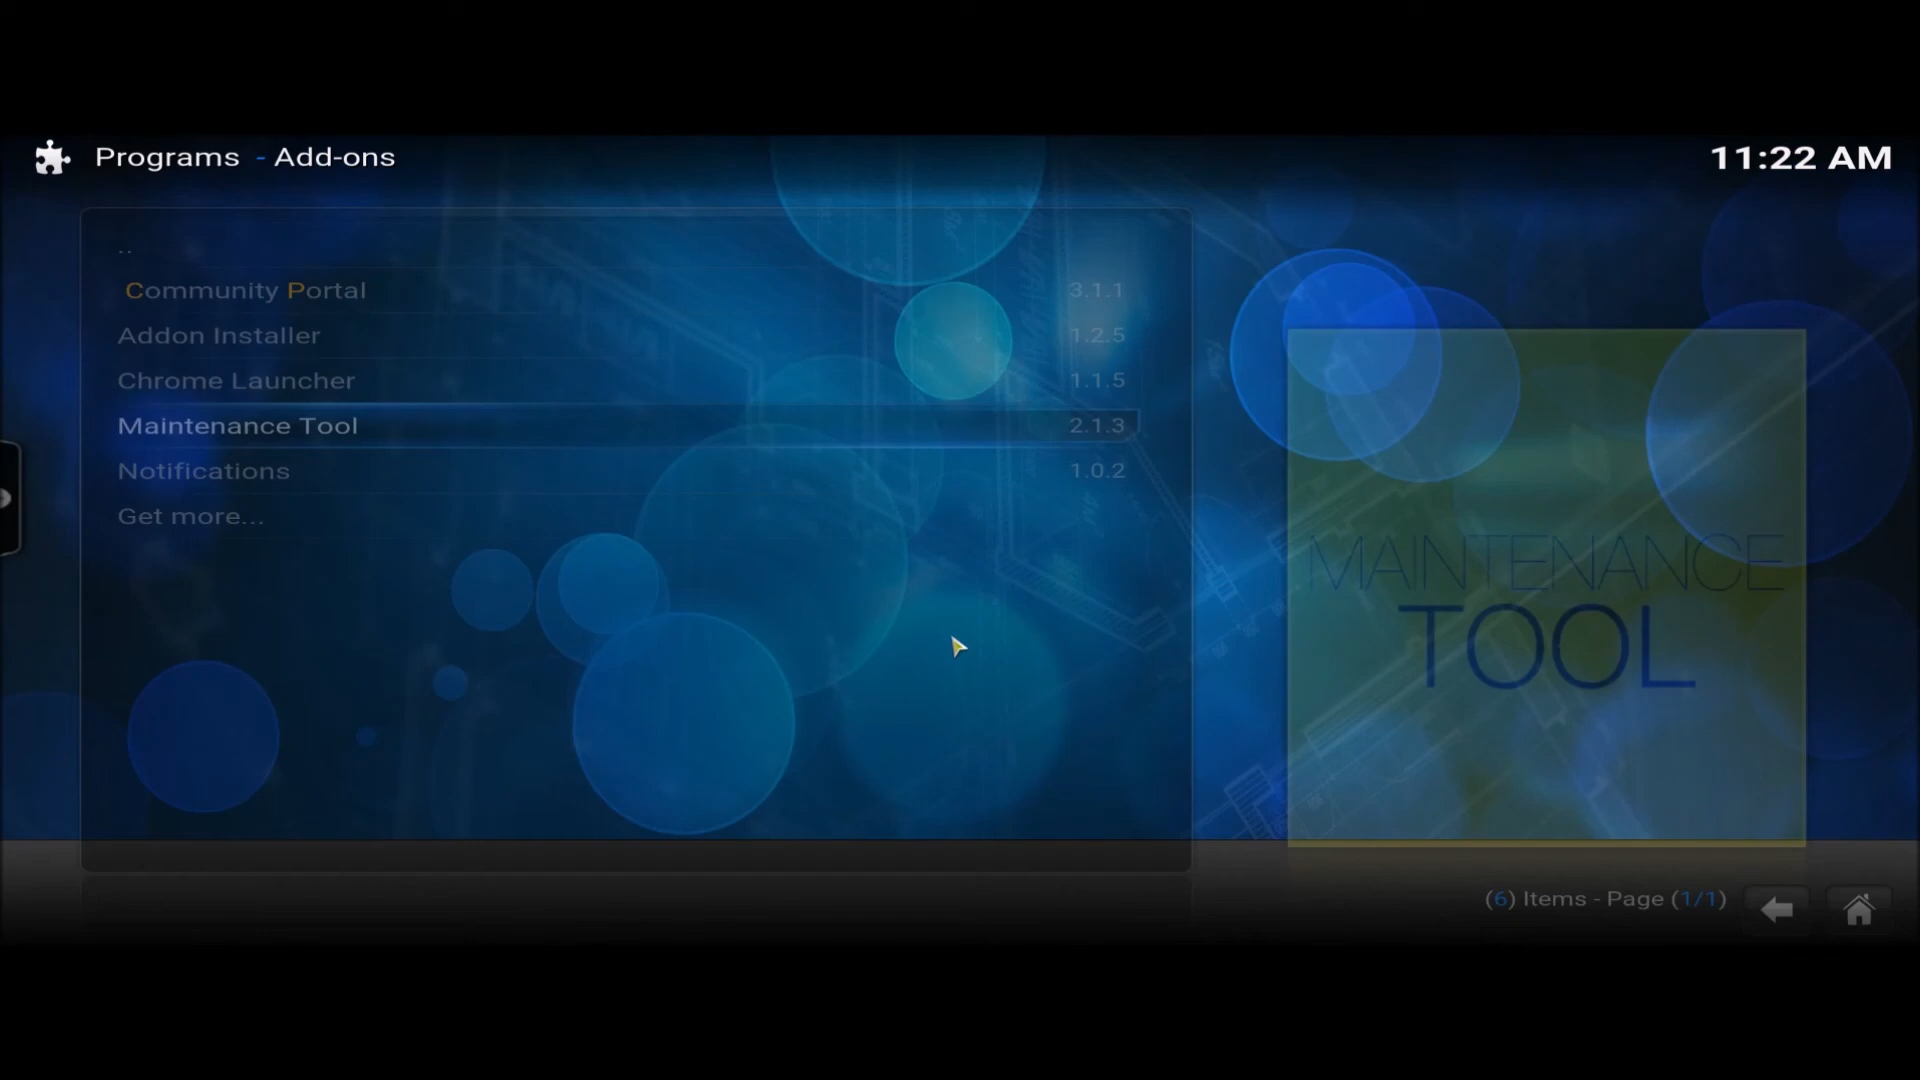 Programs - Add-ons
11:22 AM
..
Community Portal 3.1.1
Addon Installer 1.2.5
Chrome Launcher 1.1.5
Maintenance Tool 2.1.3
Notifications 1.0.2
Get more...
MAINTENANCE
TOOL
(6) Items - Page (1/1)